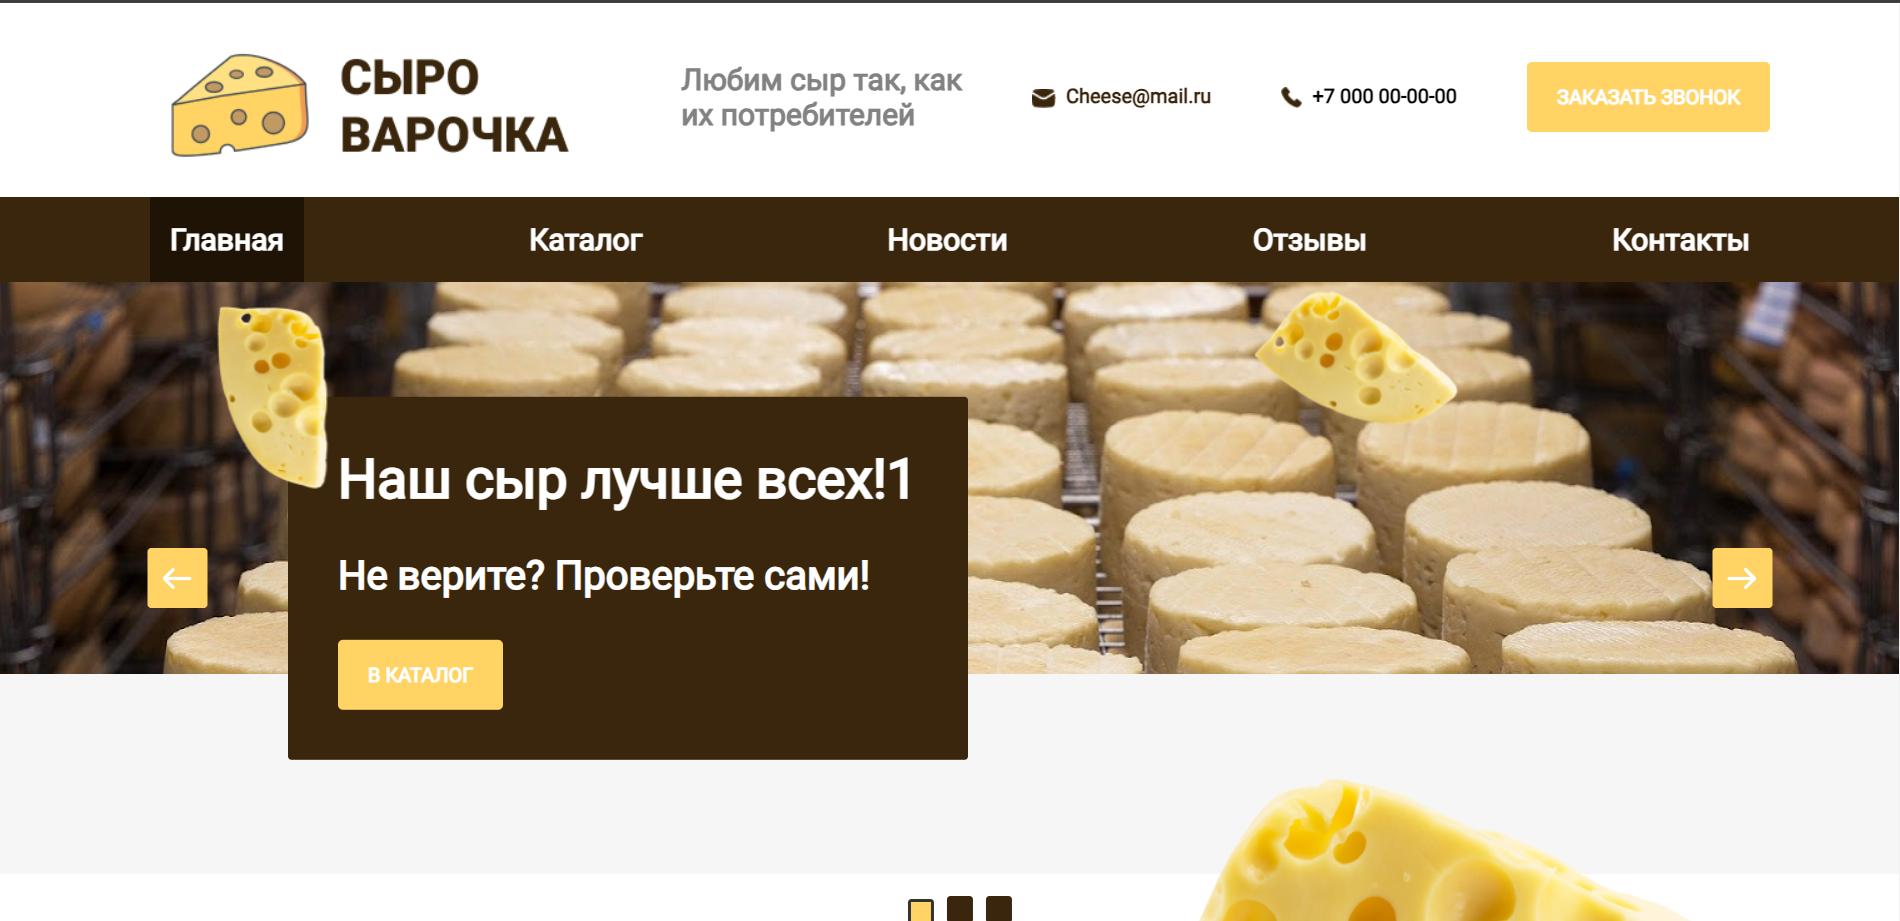 СЫРО
ВАРОЧКА
Любим сыр так, как
их потребителей
Cheese@mail.ru
+7 000 00-00-00
ЗАКАЗАТЬ ЗВОНОК
Главная
Каталог
Новости
Отзывы
Контакты
Наш сыр лучше всех!1
Не верите? Проверьте сами!
В КАТАЛОГ